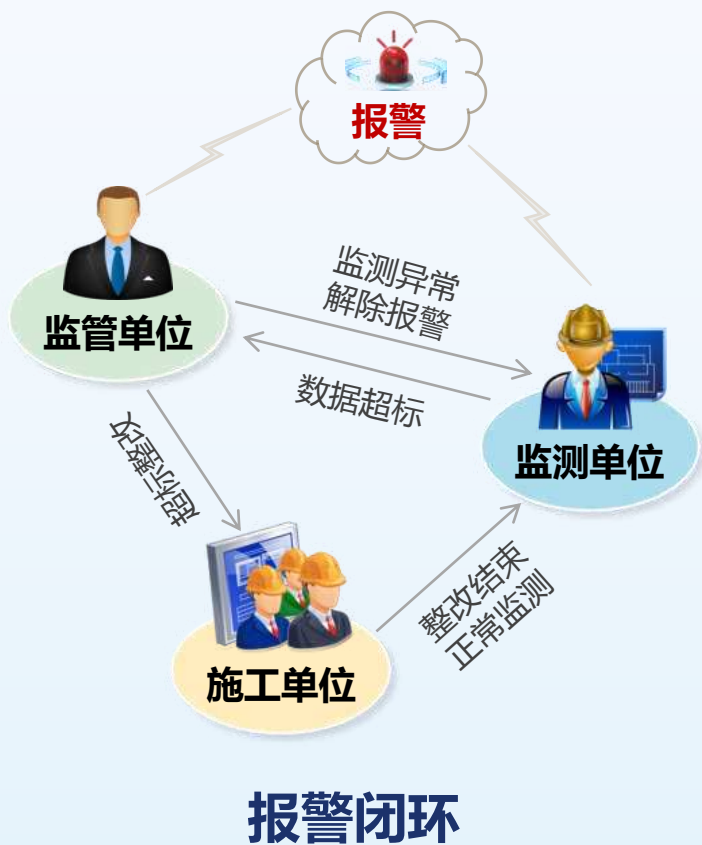 报警
监测异常
解除报警
监管单位
数据超标
监测单位
超标整改
整改结束
正常监测
施工单位
报警闭环